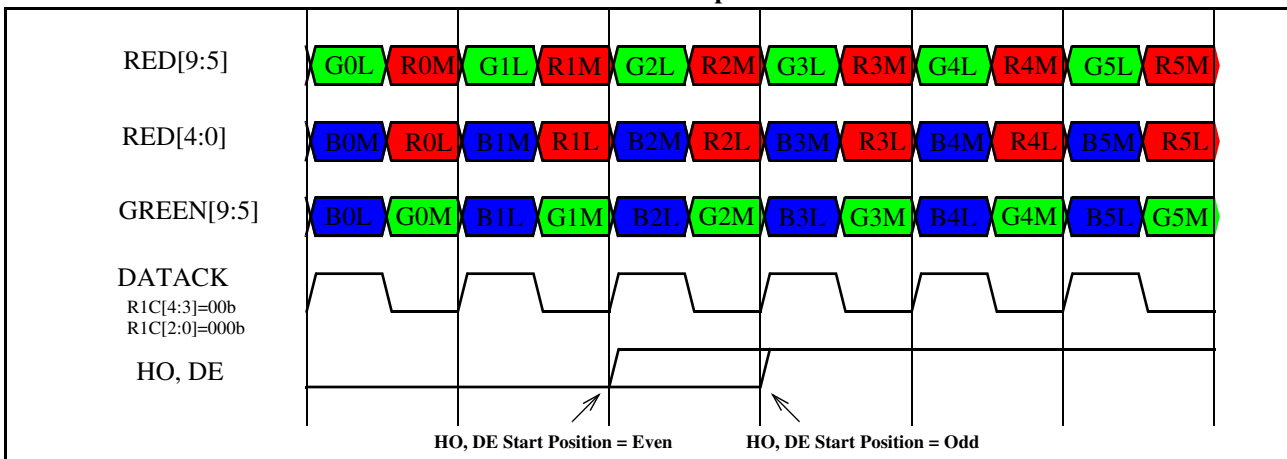 RED[9:5] G0L R0M G1L R1M G2L R2M G3L R3M G4L R4M G5L R5M
RED[4:0] B0M R0L B1M R1L B2M R2L B3M R3L B4M R4L B5M R5L
GREEN[9:5] B0L G0M B1L G1M B2L G2M B3L G3M B4L G4M B5L G5M
DATACK
R1C[4:3]=00b
R1C[2:0]=000b
HO, DE
HO, DE Start Position = Even HO, DE Start Position = Odd